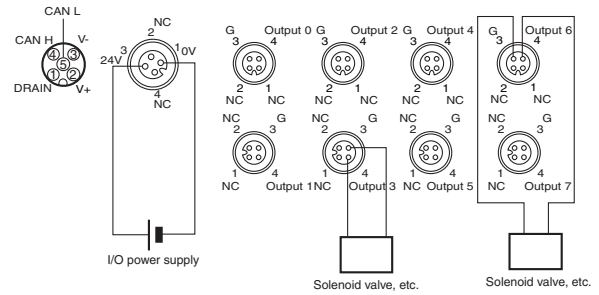 CAN L
CAN H
V-
4
3
5
1
2
DRAIN
V+
NC
2
3
1
0V
24V
4
NC
I/O power supply
G
Output 0
3
4
2
1
NC
NC
G
Output 2
3
4
2
1
NC
NC
G
Output 4
3
4
2
1
NC
NC
G
Output 6
3
4
2
1
NC
NC
NC
G
2
3
1
4
NC
Output 1
NC
G
2
3
1
4
NC
Output 3
NC
G
2
3
1
4
NC
Output 5
NC
G
2
3
1
4
NC
Output 7
Solenoid valve, etc.
Solenoid valve, etc.